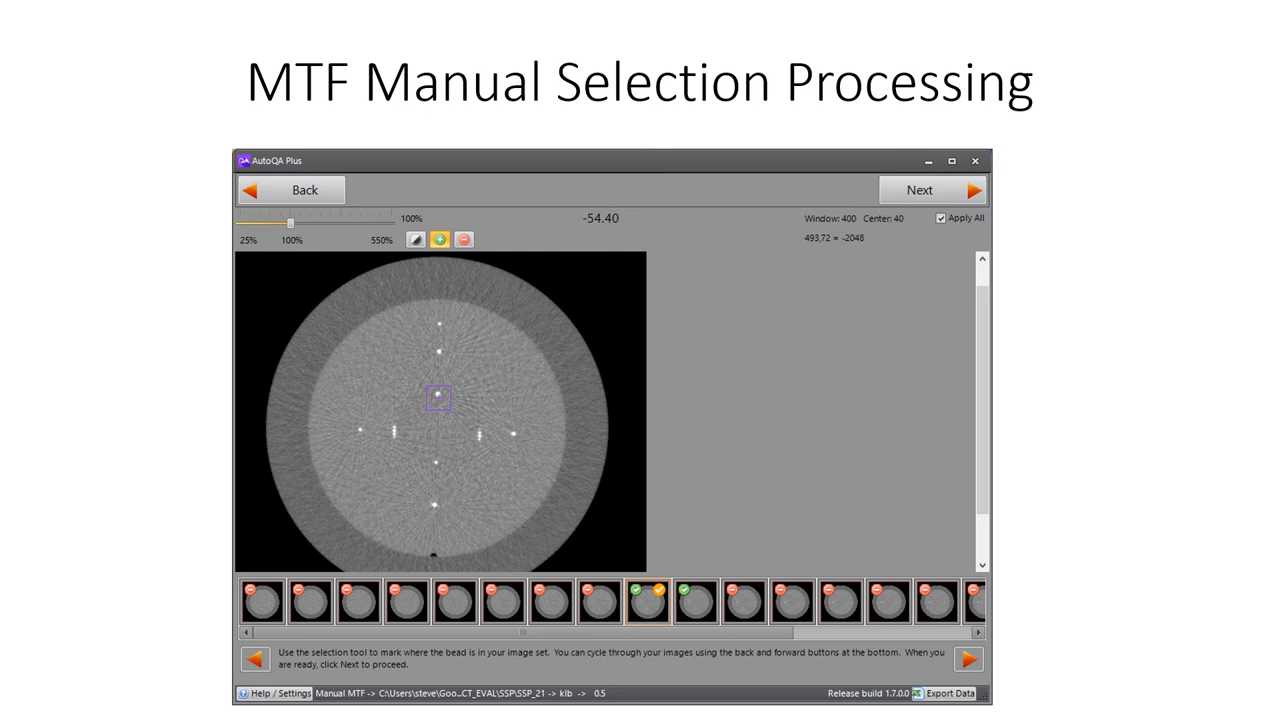 MTF Manual Selection Processing
AutoQA Plus
Back
Next
100%
-54.40
Window: 400 Center: 40
Apply All
25% 100% 550%
493,72 = -2048
Use the selection tool to mark where the bead is in your image set. You can cycle through your images using the back and forward buttons at the bottom. When you
are ready, click Next to proceed.
Help / Settings Manual MTF -> C:\Users\steve\Goo...CT_EVAL\SSP\SSP_21 -> klb -> 0.5 Release build 1.7.0.0 Export Data